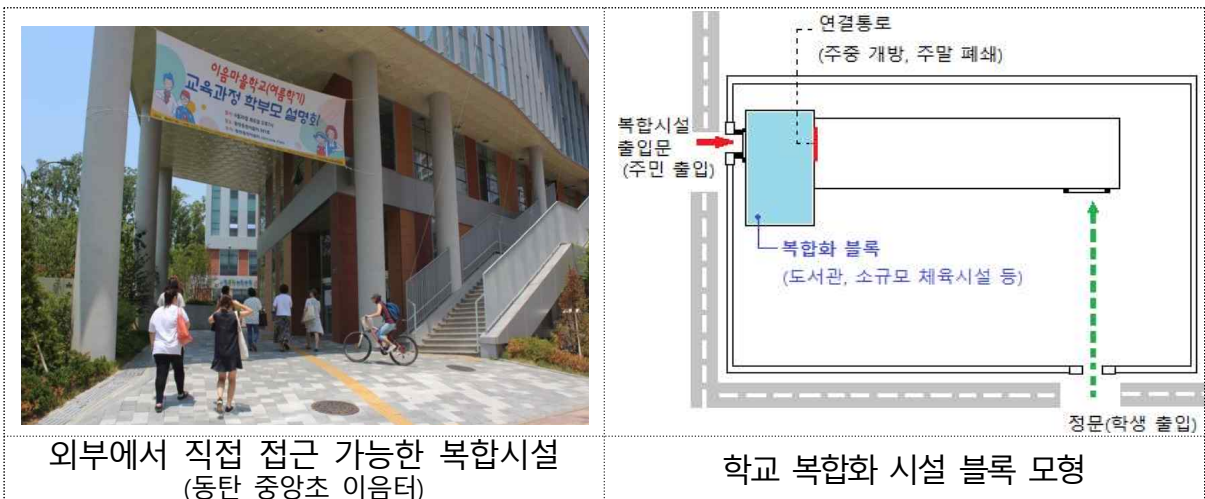 이음마을학교(여름학기)
교육과정 학부모 설명회
외부에서 직접 접근 가능한 복합시설
(동탄 중앙초 이음터)
연결통로
(주중 개방, 주말 폐쇄)
복합시설
출입문
(주민 출입)
복합화 블록
(도서관, 소규모 체육시설 등)
정문(학생 출입)
학교 복합화 시설 블록 모형